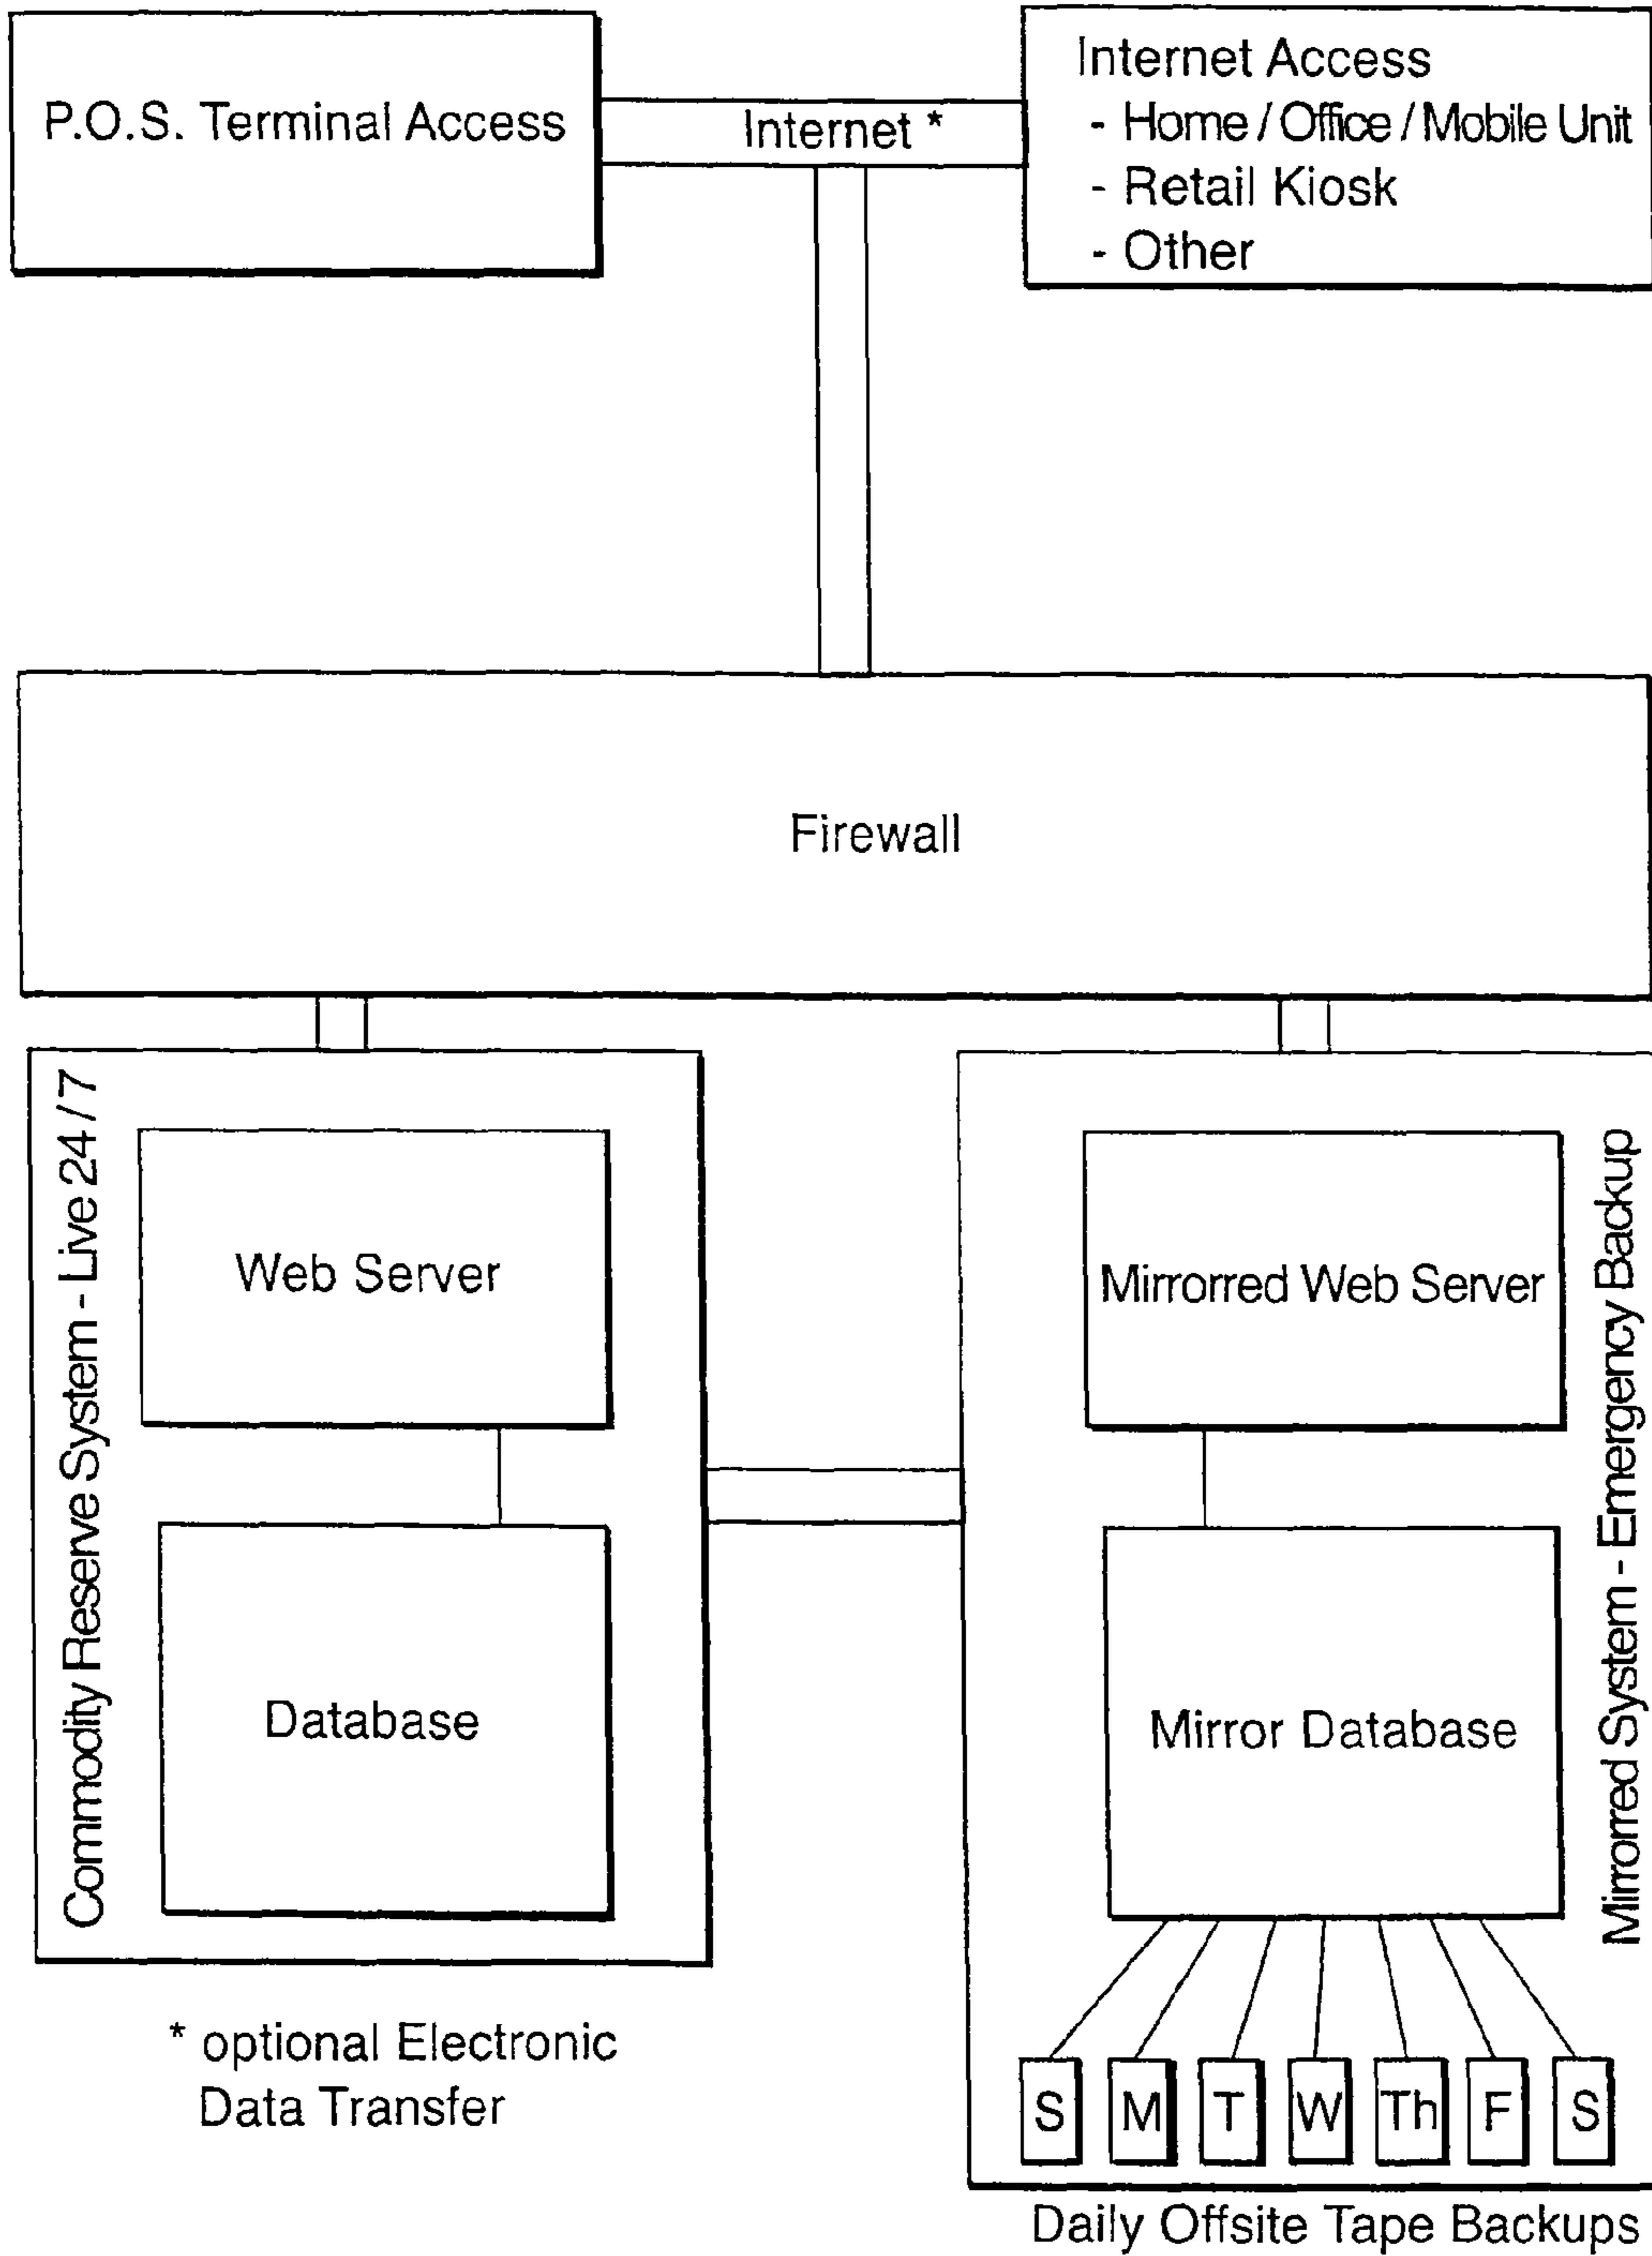 P.O.S. Terminal Access
Internet *
Internet Access
- Home / Office / Mobile Unit
- Retail Kiosk
- Other
Firewall
Commodity Reserve System - Live 24/7
Web Server
Database
Mirrorred Web Server
Mirror Database
Mirrorred System - Emergency Backup
S M T W Th F S
Daily Offsite Tape Backups
* optional Electronic
Data Transfer